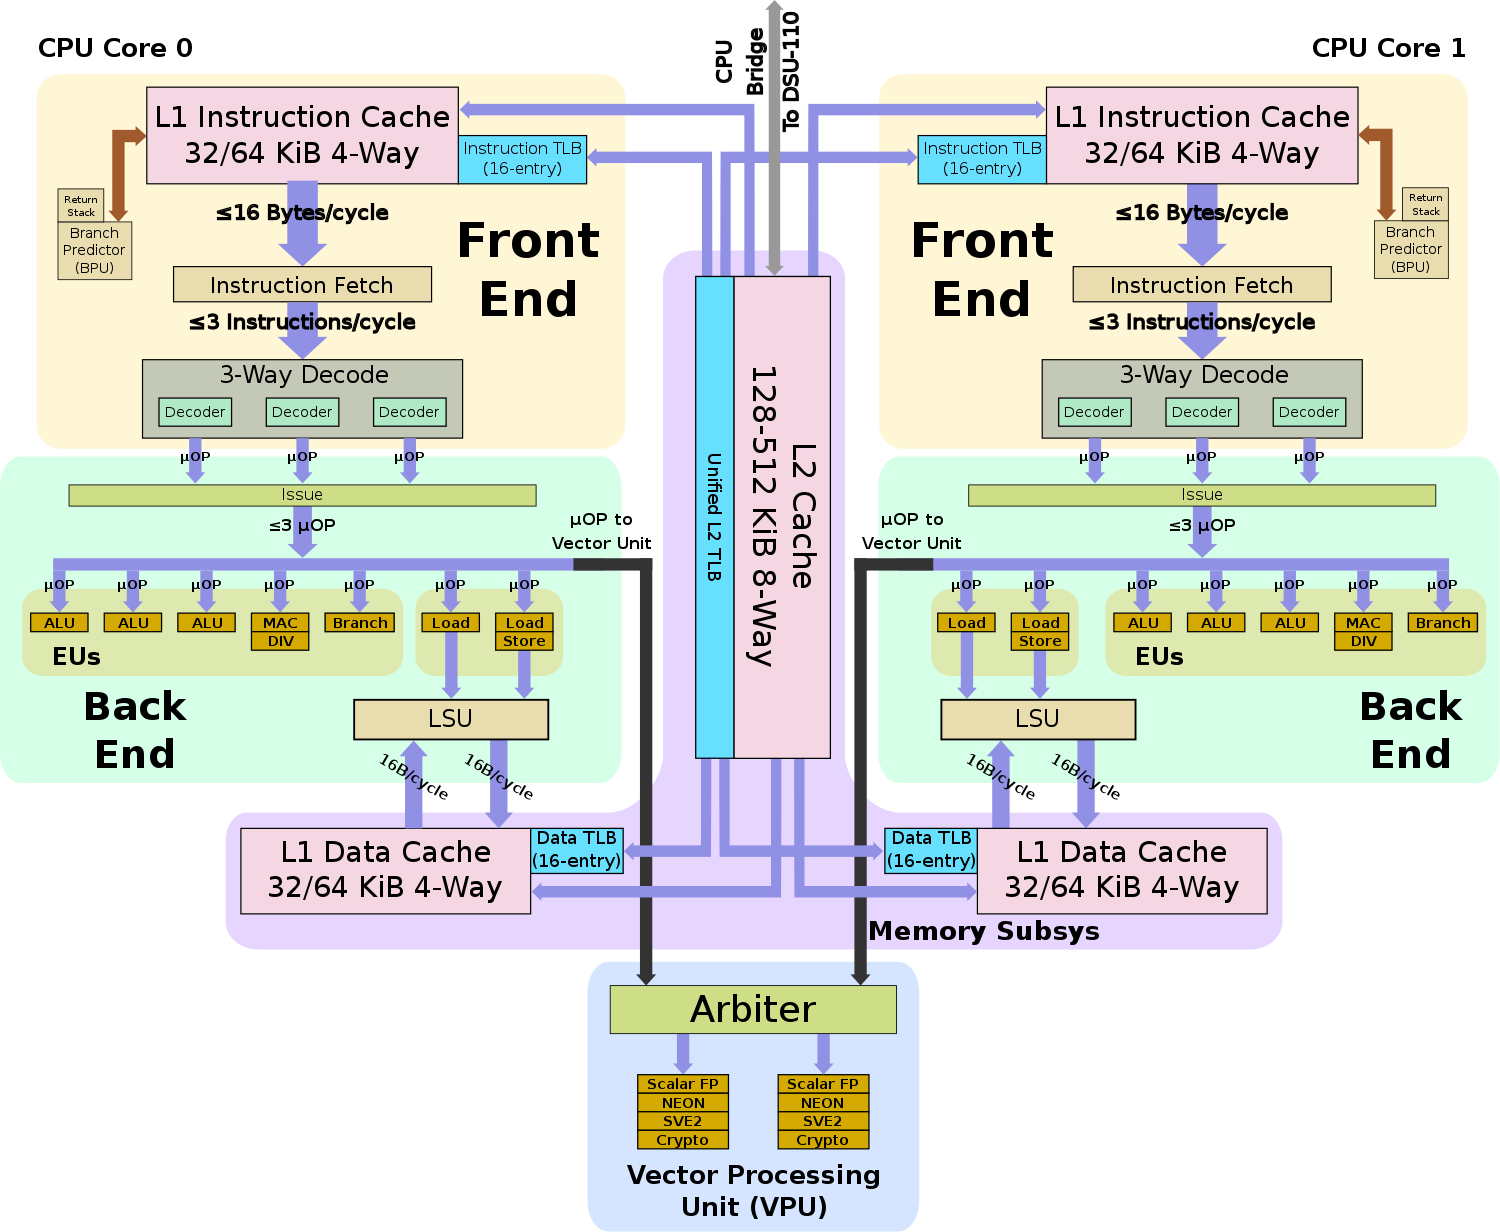 CPU Core 0
CPU Core 1
CPU
Bridge
To DSU-110
L1 Instruction Cache
32/64 KiB 4-Way
Instruction TLB
(16-entry)
Return
Stack
Branch
Predictor
(BPU)
≤16 Bytes/cycle
Front
End
Instruction Fetch
≤3 Instructions/cycle
3-Way Decode
Decoder
Decoder
Decoder
µOP
µOP
µOP
Issue
≤3 µOP
µOP to
Vector Unit
µOP
µOP
µOP
µOP
µOP
µOP
µOP
ALU
ALU
ALU
MAC
DIV
Branch
Load
Load
Store
EUs
Back
End
LSU
16B/cycle
16B/cycle
L1 Data Cache
32/64 KiB 4-Way
Data TLB
(16-entry)
Unified L2 TLB
L2 Cache
128-512 KiB 8-Way
L1 Instruction Cache
32/64 KiB 4-Way
Instruction TLB
(16-entry)
Return
Stack
Branch
Predictor
(BPU)
≤16 Bytes/cycle
Front
End
Instruction Fetch
≤3 Instructions/cycle
3-Way Decode
Decoder
Decoder
Decoder
µOP
µOP
µOP
Issue
≤3 µOP
µOP to
Vector Unit
µOP
µOP
µOP
µOP
µOP
µOP
µOP
Load
Load
Store
ALU
ALU
ALU
MAC
DIV
Branch
EUs
Back
End
LSU
16B/cycle
16B/cycle
Data TLB
(16-entry)
L1 Data Cache
32/64 KiB 4-Way
Memory Subsys
Arbiter
Scalar FP
NEON
SVE2
Crypto
Scalar FP
NEON
SVE2
Crypto
Vector Processing
Unit (VPU)